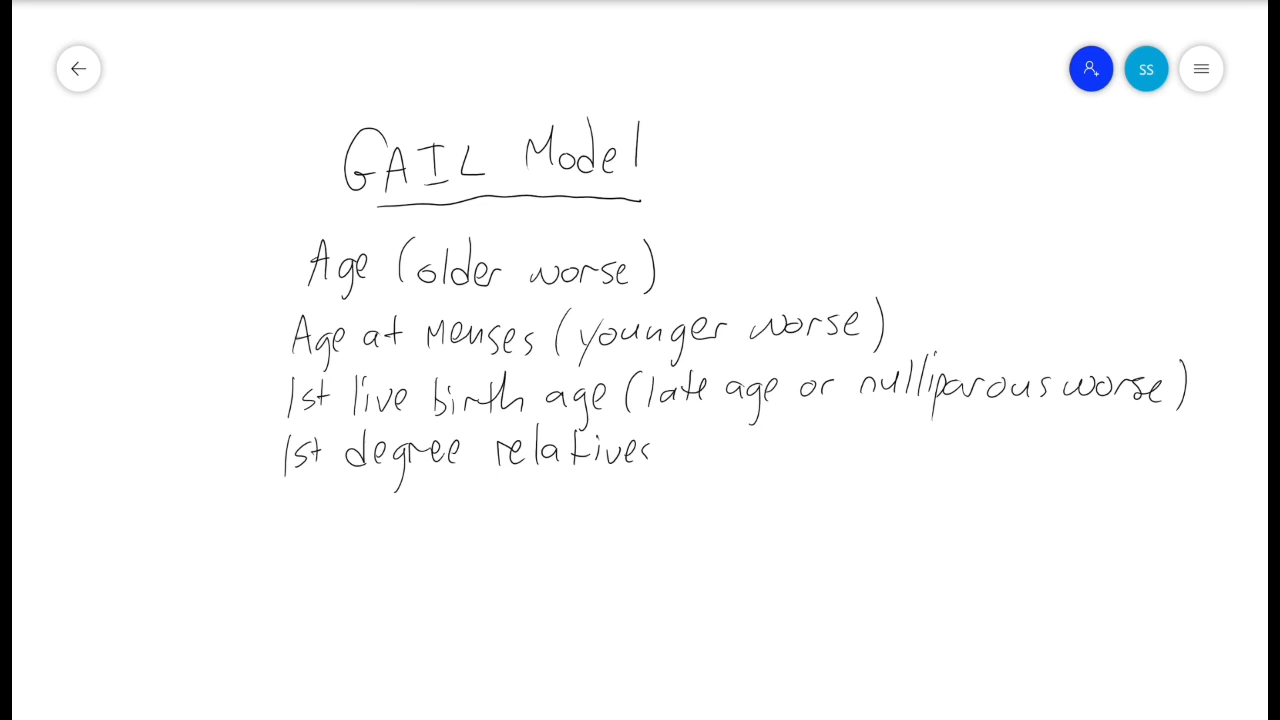 SS
GAIL Model
Age (older worse)
Age at Menses (younger worse)
1st live birth age (late age or nulliparous worse)
1st degree relatives